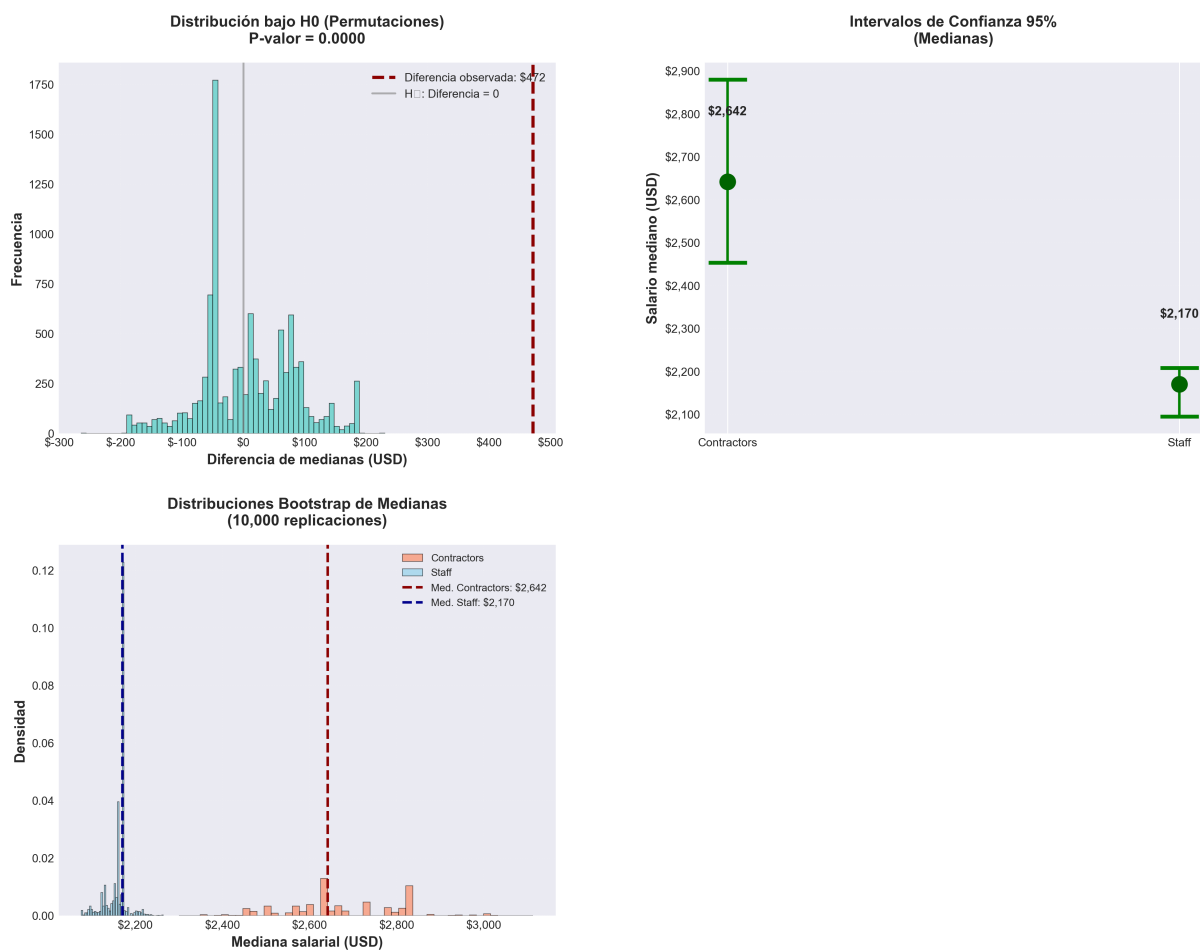 Distribución bajo H0 (Permutaciones)
P-valor = 0.0000
Diferencia observada: $472
H□: Diferencia = 0
1750
1500
1250
1000
750
500
250
0
Frecuencia
$-300
$-200
$-100
$0
$100
$200
$300
$400
$500
Diferencia de medianas (USD)
Intervalos de Confianza 95%
(Medianas)
$2,900
$2,800
$2,700
$2,600
$2,500
$2,400
$2,300
$2,200
$2,100
Salario mediano (USD)
$2,642
$2,170
Contractors
Staff
Distribuciones Bootstrap de Medianas
(10,000 replicaciones)
Contractors
Staff
Med. Contractors: $2,642
Med. Staff: $2,170
0.12
0.10
0.08
0.06
0.04
0.02
0.00
Densidad
$2,200
$2,400
$2,600
$2,800
$3,000
Mediana salarial (USD)